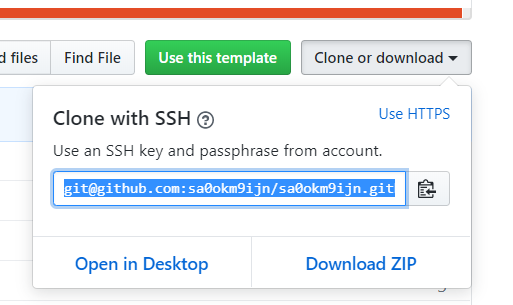 d files
Find File
Use this template
Clone or download
Clone with SSH
Use HTTPS
Use an SSH key and passphrase from account.
git@github.com:sa0okm9ijn/sa0okm9ijn.git
Open in Desktop
Download ZIP